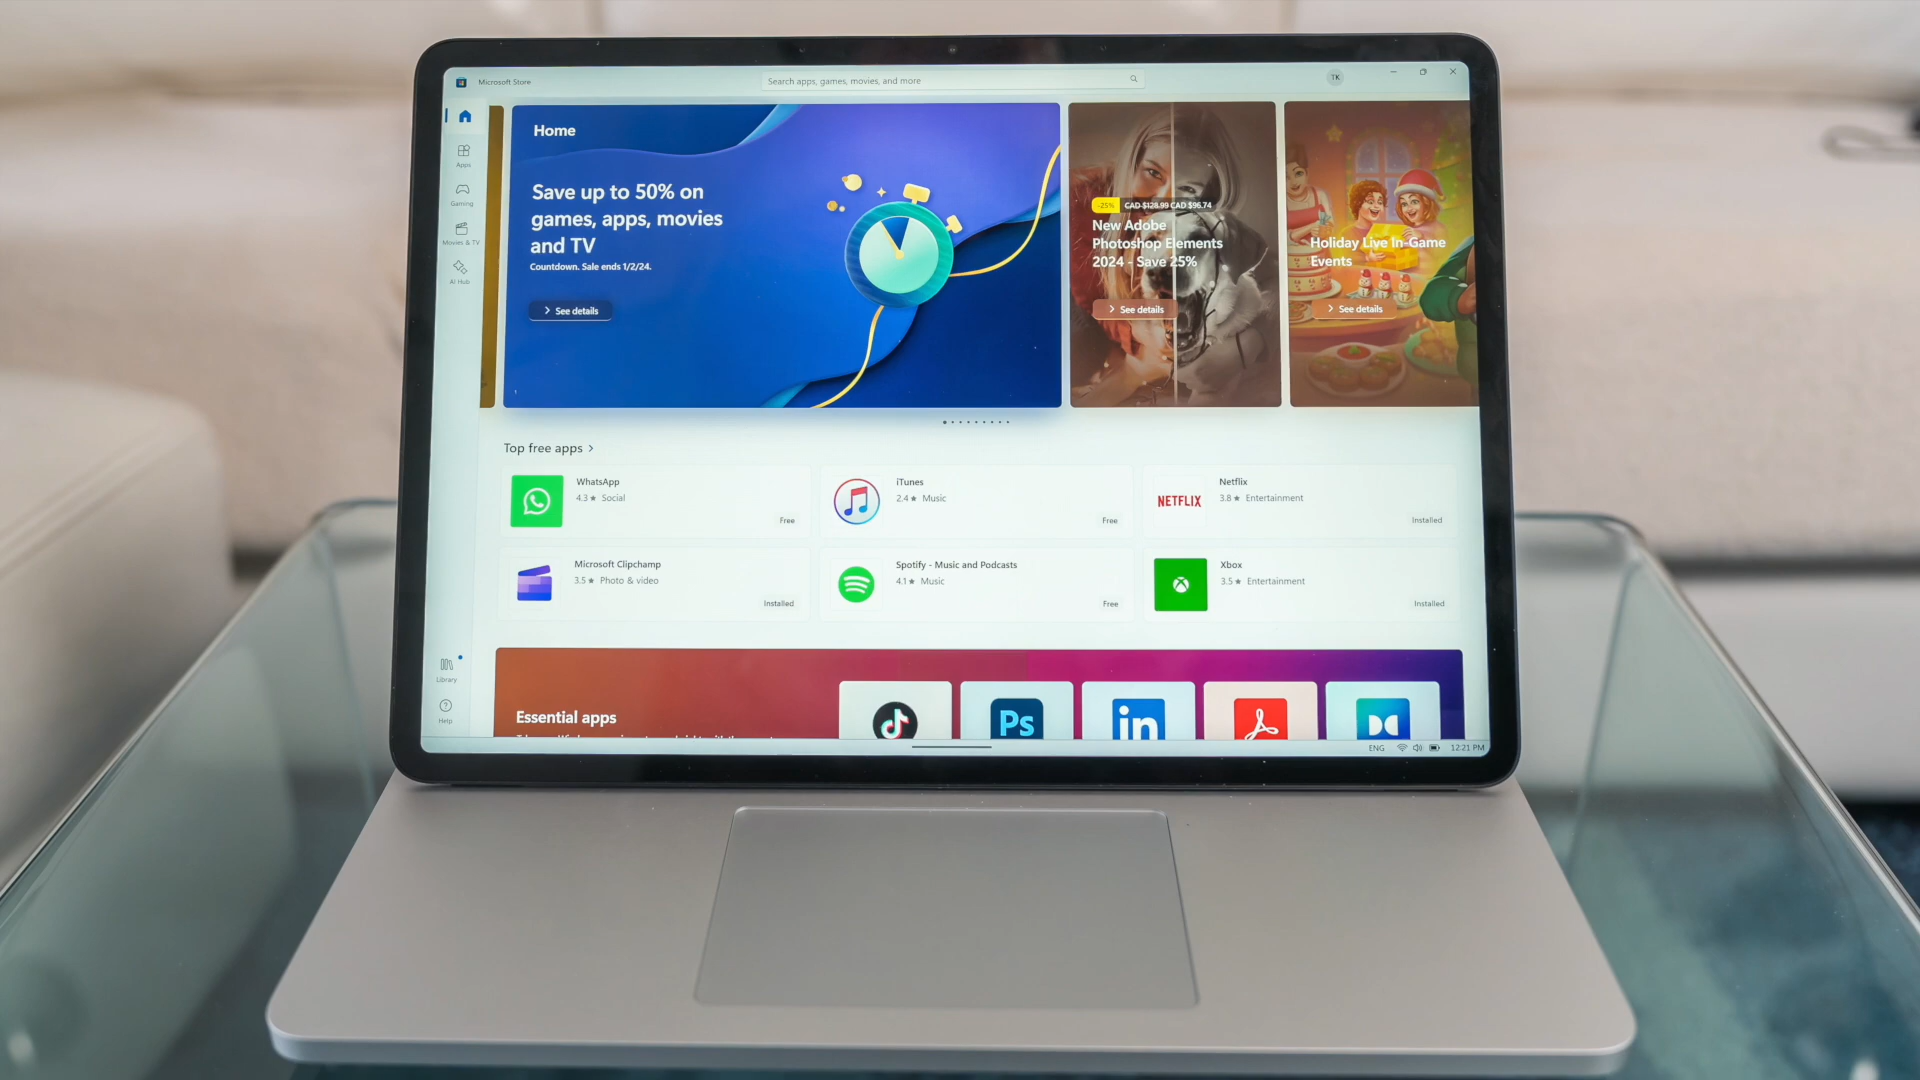 Microsoft Store
Search apps, games, movies, and more
TK
Home
Save up to 50% on
games, apps, movies
and TV
Countdown. Sale ends 1/2/24.
See details
-25% CAD $128.99 CAD $96.74
New Adobe
Photoshop Elements
2024 - Save 25%
See details
Holiday Live In-Game
Events
See details
Apps
Gaming
Movies & TV
AI Hub
Library
Help
Top free apps
WhatsApp
4.3 ★ Social
Free
iTunes
2.4 ★ Music
Free
NETFLIX
Netflix
3.8 ★ Entertainment
Installed
Microsoft Clipchamp
3.5 ★ Photo & video
Installed
Spotify - Music and Podcasts
4.1 ★ Music
Free
Xbox
3.5 ★ Entertainment
Installed
Essential apps
Ps
in
ENG
12:21 PM